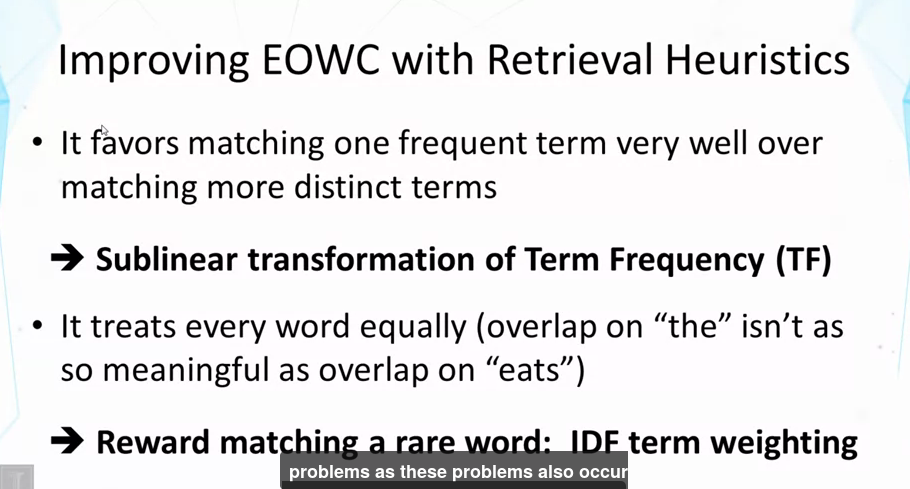 Improving EOWC with Retrieval Heuristics
• It favors matching one frequent term very well over
matching more distinct terms
➔ Sublinear transformation of Term Frequency (TF)
• It treats every word equally (overlap on “the” isn’t as
so meaningful as overlap on “eats”)
➔ Reward matching a rare word: IDF term weighting
problems as these problems also occur